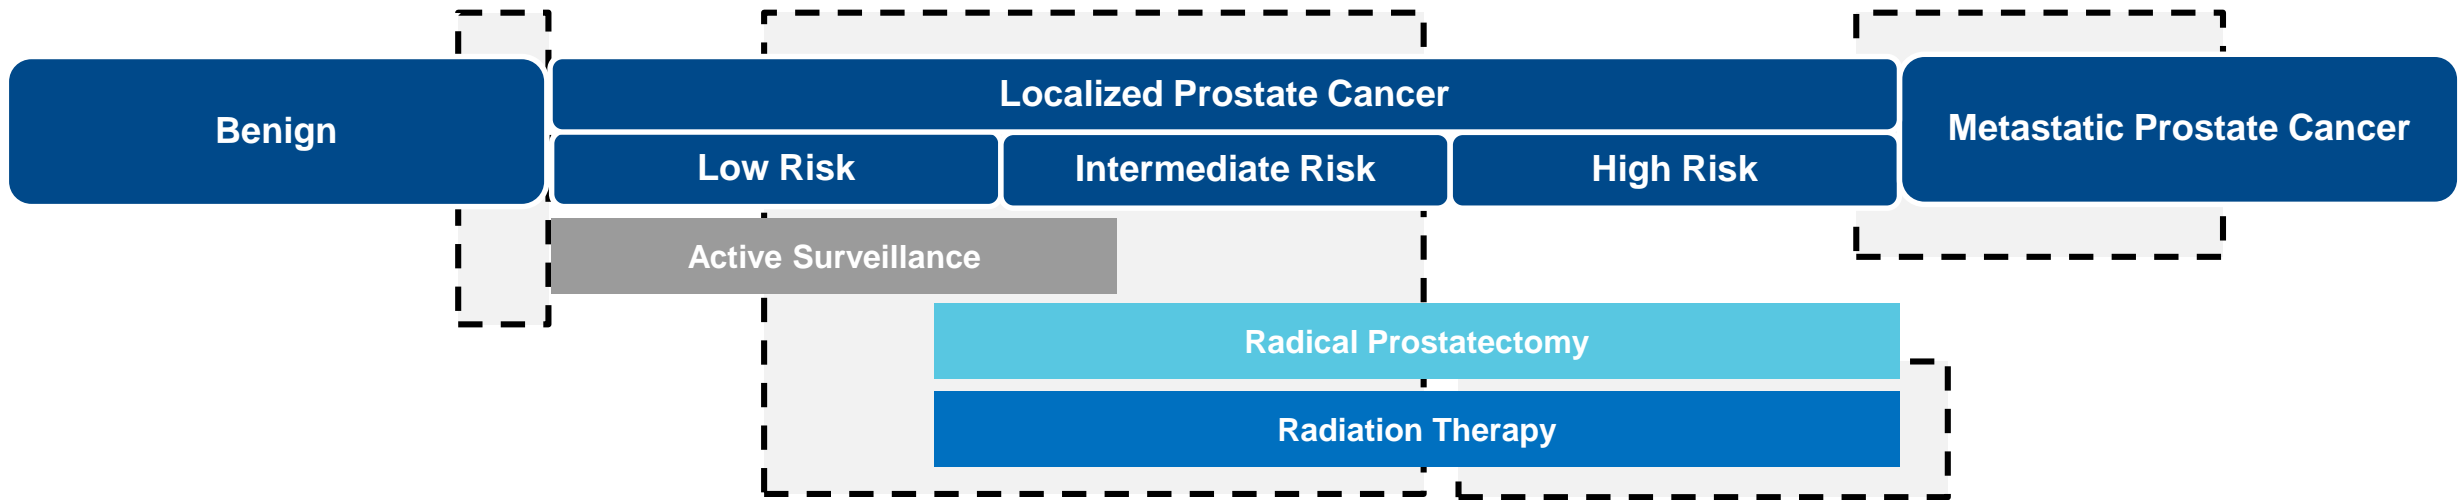 Benign
Localized Prostate Cancer
Metastatic Prostate Cancer
Low Risk
Intermediate Risk
High Risk
Active Surveillance
Radical Prostatectomy
Radiation Therapy